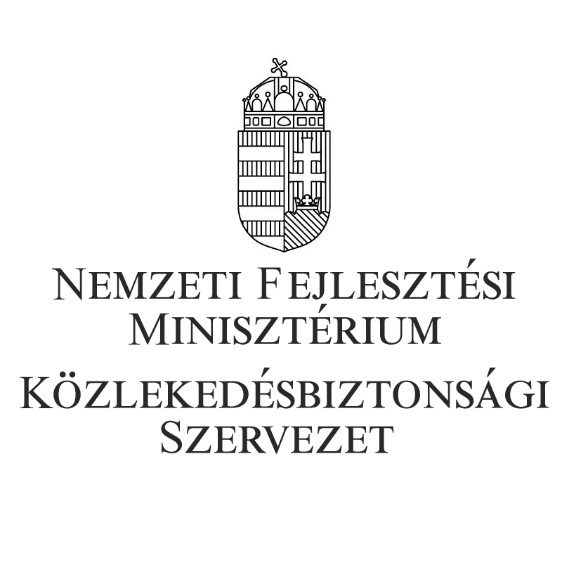 NEMZETI FEJLESZTÉSI
MINISZTÉRIUM
KÖZLEKEDÉSBIZTONSÁGI
SZERVEZET